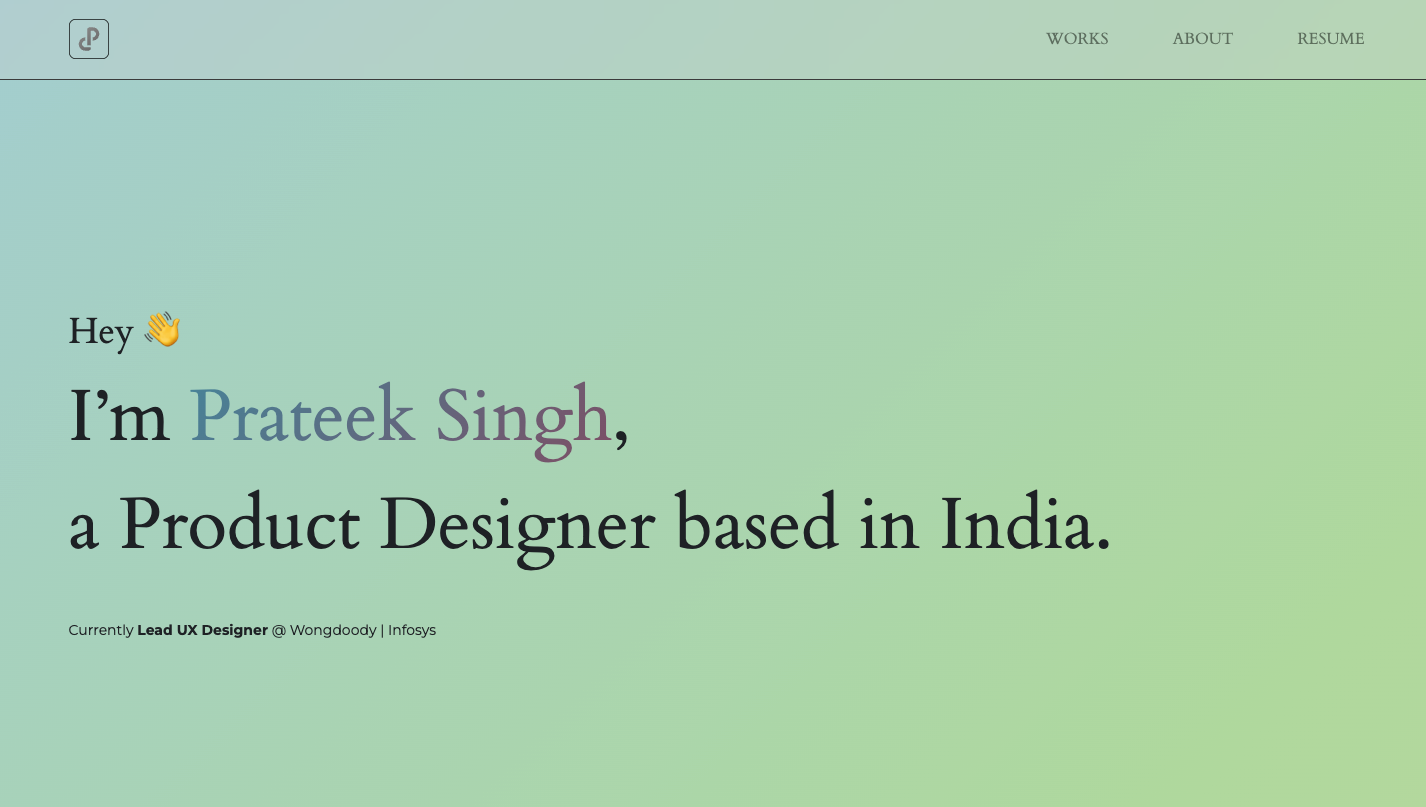 WORKS ABOUT RESUME
Hey 👋
I’m Prateek Singh,
a Product Designer based in India.
Currently Lead UX Designer @ Wongdoody | Infosys